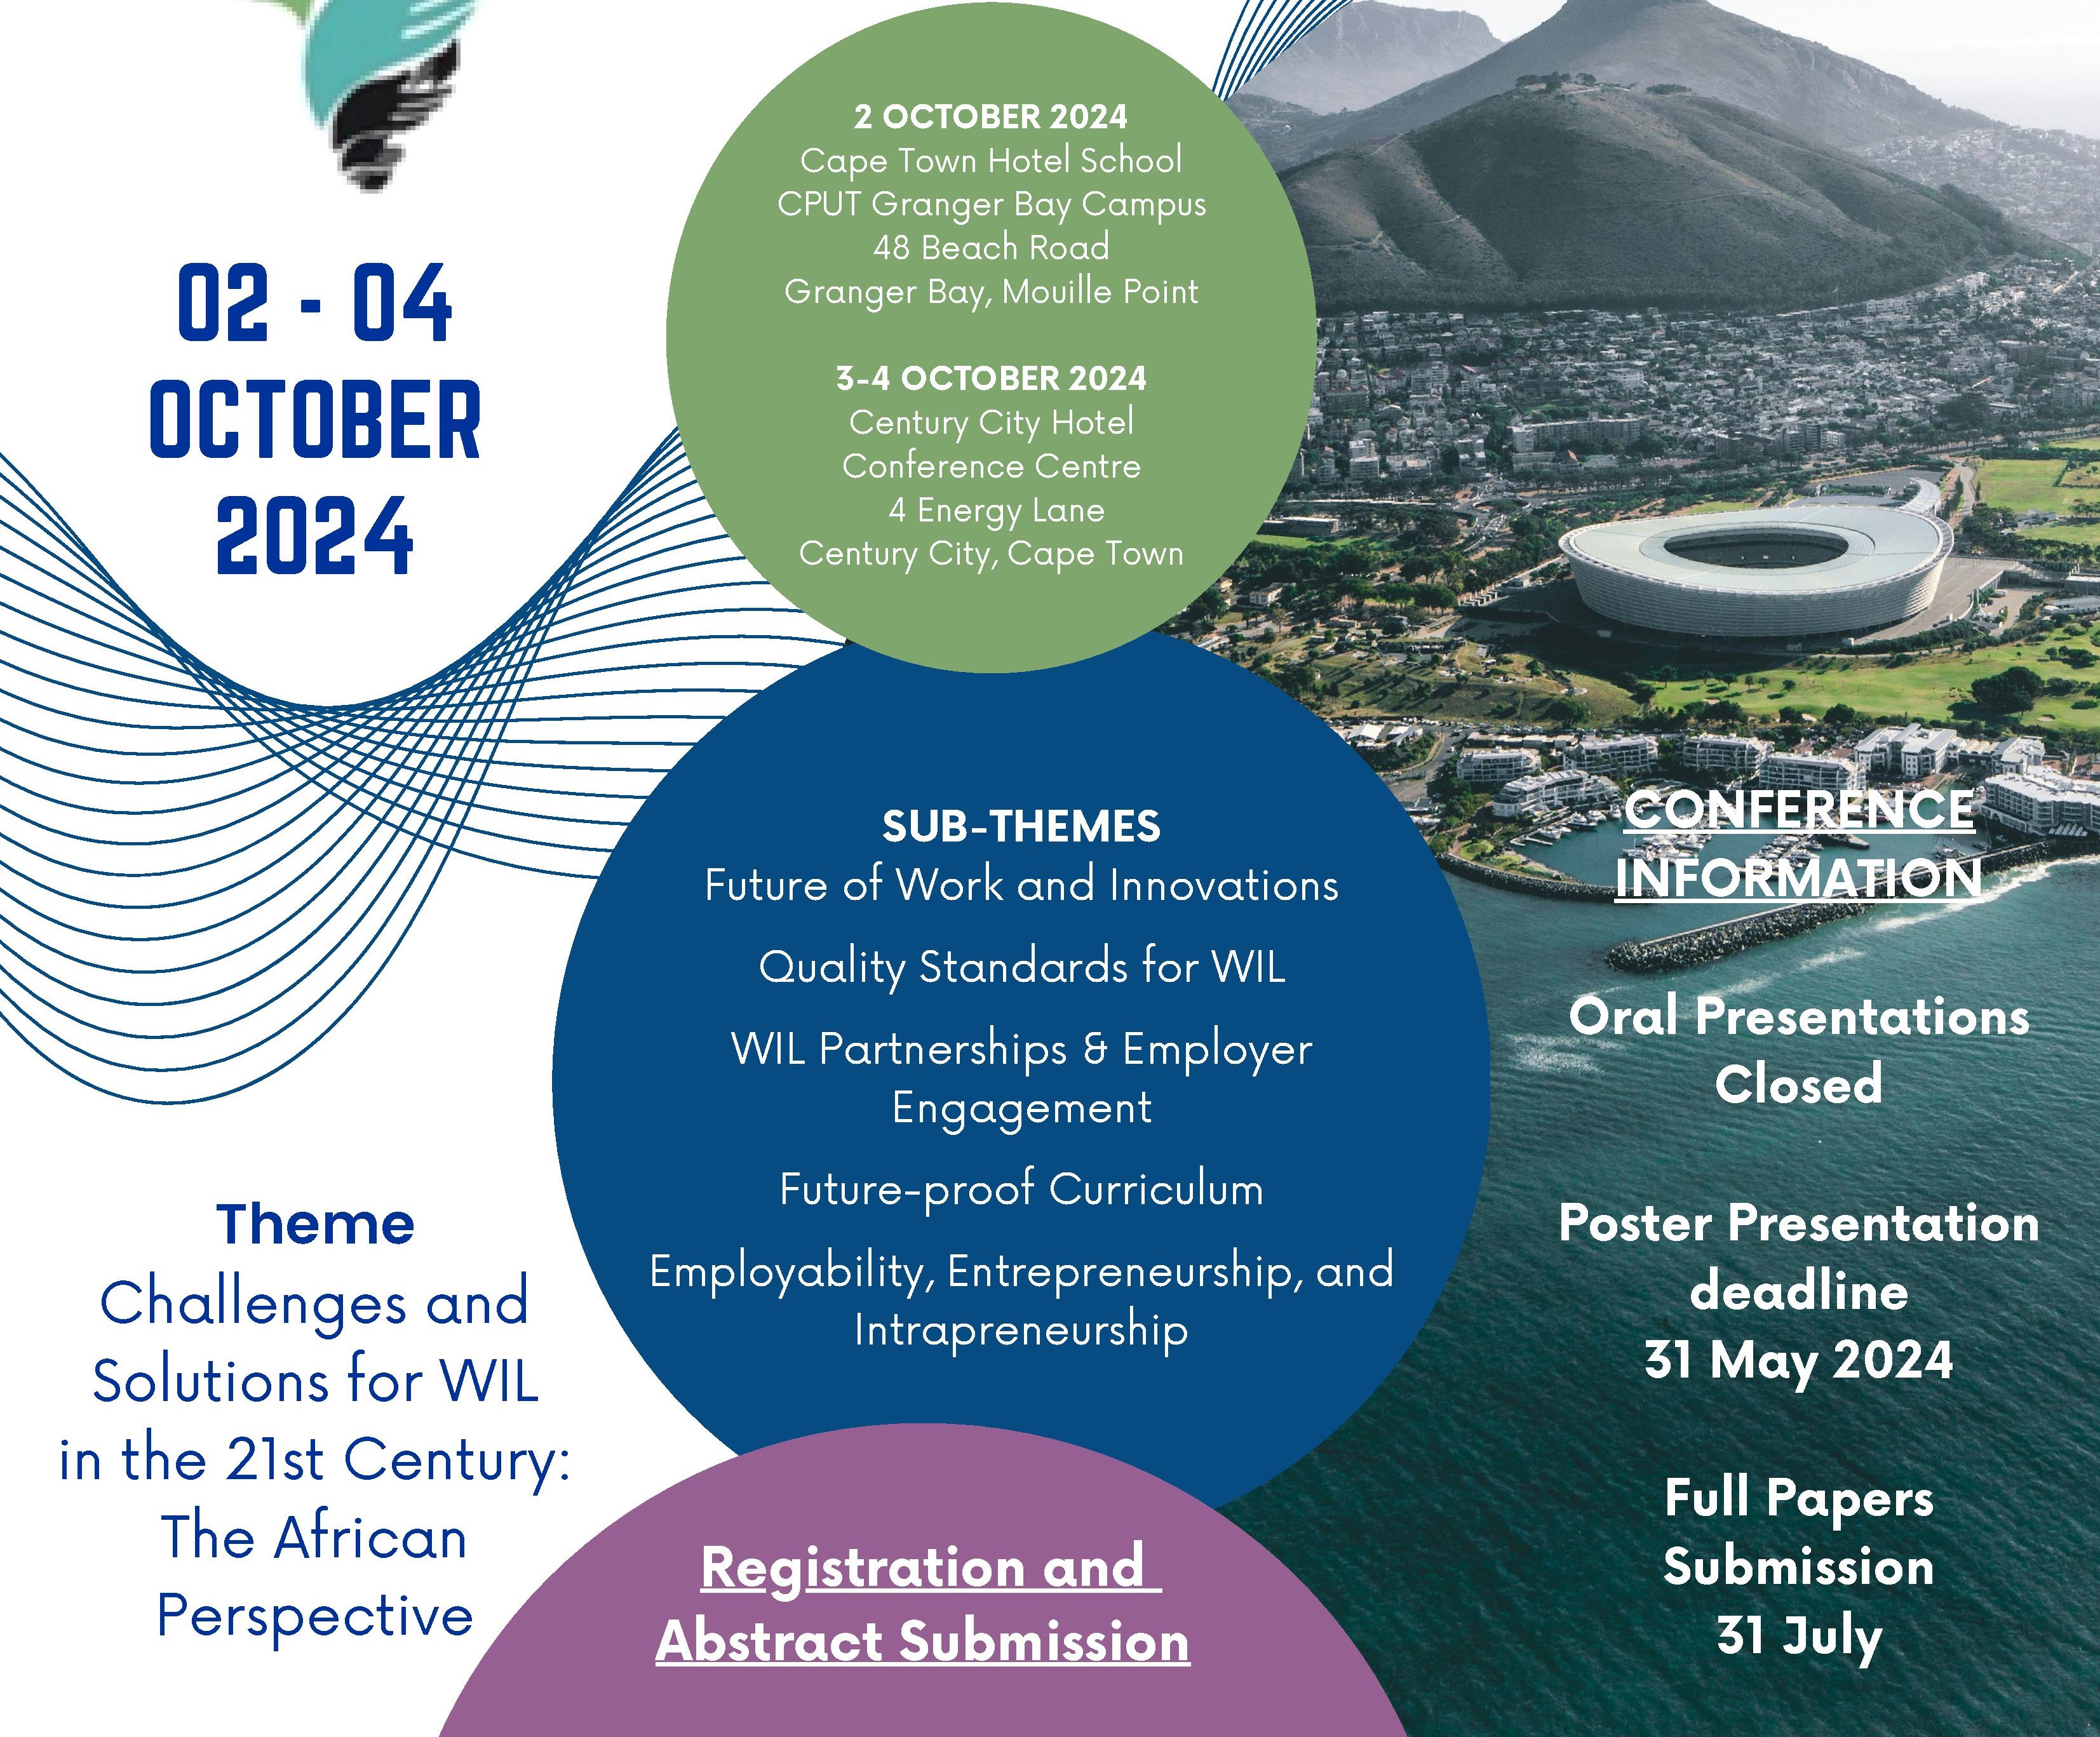 02 - 04
OCTOBER
2024
Theme
Challenges and
Solutions for WIL
in the 21st Century:
The African
Perspective
2 OCTOBER 2024
Cape Town Hotel School
CPUT Granger Bay Campus
48 Beach Road
Granger Bay, Mouille Point
3-4 OCTOBER 2024
Century City Hotel
Conference Centre
4 Energy Lane
Century City, Cape Town
SUB-THEMES
Future of Work and Innovations
Quality Standards for WIL
WIL Partnerships & Employer
Engagement
Future-proof Curriculum
Employability, Entrepreneurship, and
Intrapreneurship
Registration and
Abstract Submission
CONFERENCE
INFORMATION
Oral Presentations
Closed
Poster Presentation
deadline
31 May 2024
Full Papers
Submission
31 July